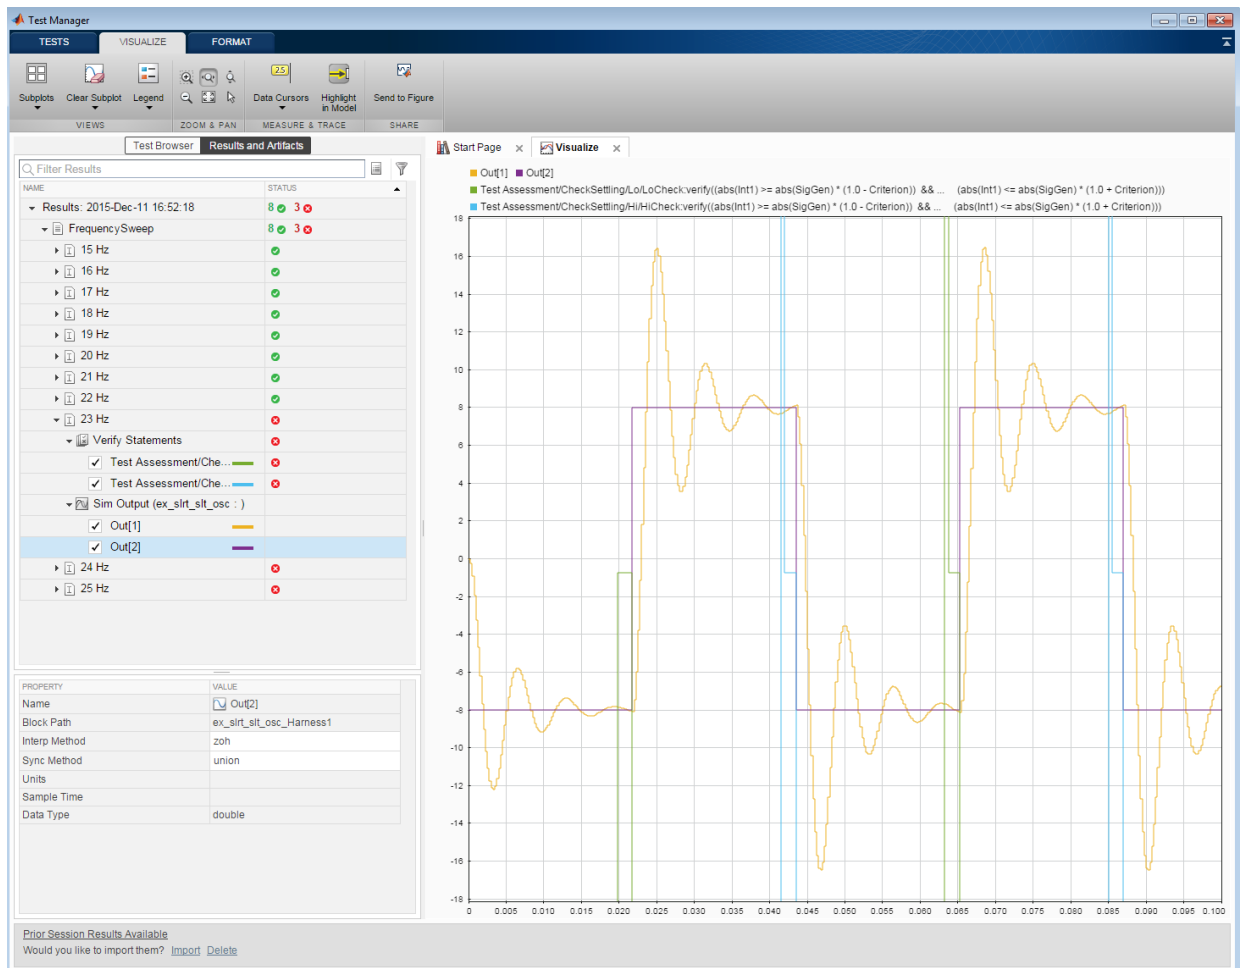 Test Manager
TESTS VISUALIZE FORMAT
2.5
Subplots Clear Subplot Legend Data Cursors Highlight in Model Send to Figure
VIEWS ZOOM & PAN MEASURE & TRACE SHARE
Test Browser Results and Artifacts
Filter Results
NAME STATUS
Results: 2015-Dec-11 16:52:18 8 3
FrequencySweep 8 3
15 Hz
16 Hz
17 Hz
18 Hz
19 Hz
20 Hz
21 Hz
22 Hz
23 Hz
Verify Statements
Test Assessment/Che...
Test Assessment/Che...
Sim Output (ex_slrt_slt_osc : )
Out[1]
Out[2]
24 Hz
25 Hz
PROPERTY VALUE
Name Out[2]
Block Path ex_slrt_slt_osc_Harness1
Interp Method zoh
Sync Method union
Units
Sample Time
Data Type double
Start Page × Visualize ×
Out[1] Out[2]
Test Assessment/CheckSettling/Lo/LoCheck:verify((abs(Int1) >= abs(SigGen) * (1.0 - Criterion)) && ... (abs(Int1) <= abs(SigGen) * (1.0 + Criterion)))
Test Assessment/CheckSettling/Hi/HiCheck:verify((abs(Int1) >= abs(SigGen) * (1.0 - Criterion)) && ... (abs(Int1) <= abs(SigGen) * (1.0 + Criterion)))
18
16
14
12
10
8
6
4
2
0
-2
-4
-6
-8
-10
-12
-14
-16
-18
0 0.005 0.010 0.015 0.020 0.025 0.030 0.035 0.040 0.045 0.050 0.055 0.060 0.065 0.070 0.075 0.080 0.085 0.090 0.095 0.100
Prior Session Results Available
Would you like to import them? Import Delete